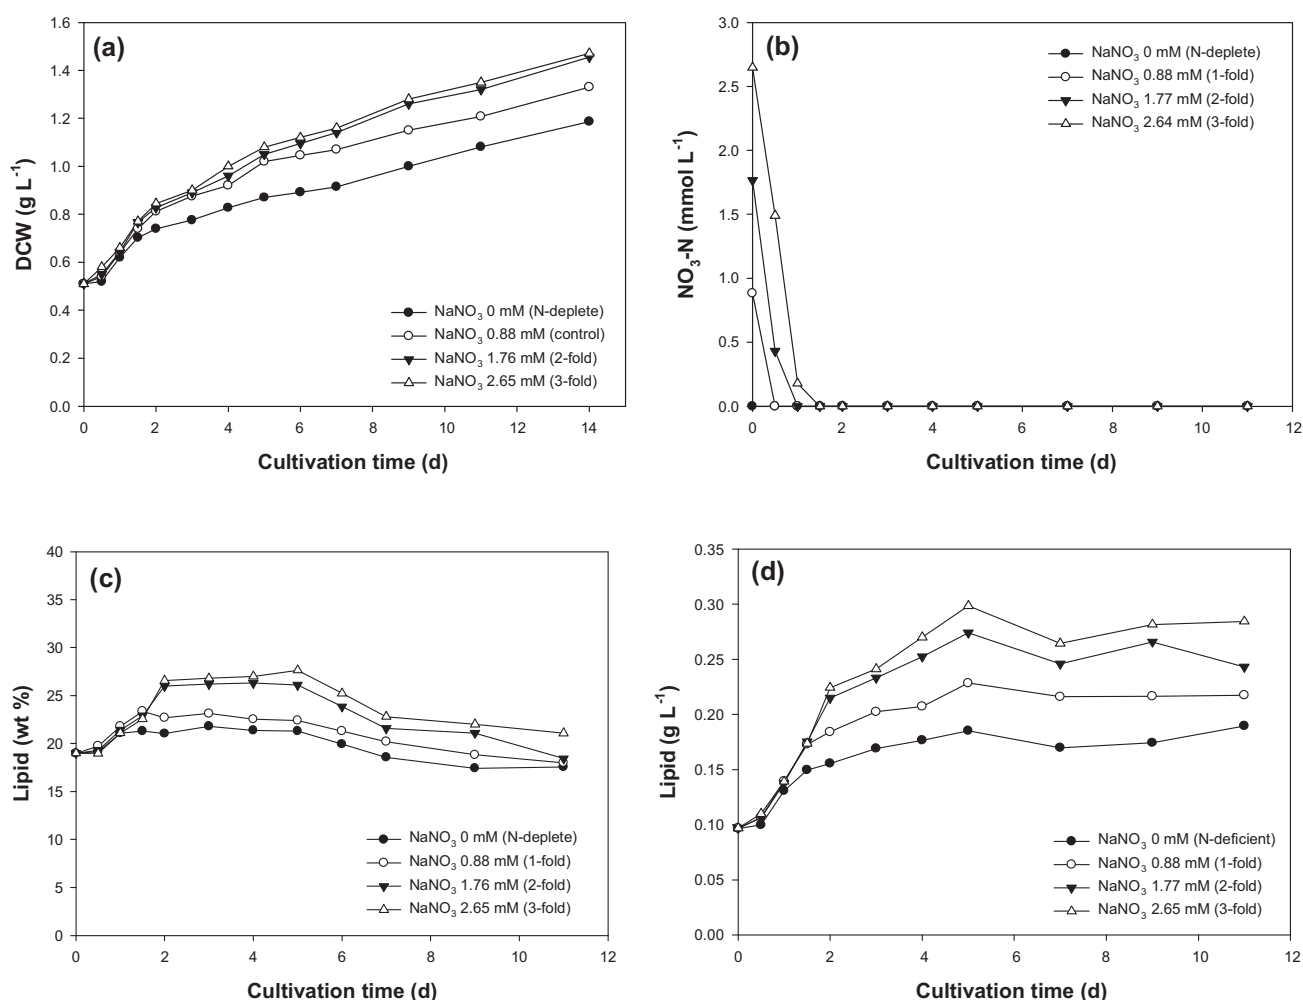 (a)
1.6
1.4
1.2
1.0
0.8
0.6
0.4
0.2
0.0
DCW (g L⁻¹)
NaNO₃ 0 mM (N-deplete)
NaNO₃ 0.88 mM (control)
NaNO₃ 1.76 mM (2-fold)
NaNO₃ 2.65 mM (3-fold)
0 2 4 6 8 10 12 14
Cultivation time (d)
(b)
3.0
2.5
2.0
1.5
1.0
0.5
0.0
NO₃-N (mmol L⁻¹)
NaNO₃ 0 mM (N-deplete)
NaNO₃ 0.88 mM (1-fold)
NaNO₃ 1.77 mM (2-fold)
NaNO₃ 2.64 mM (3-fold)
0 2 4 6 8 10 12
Cultivation time (d)
(c)
40
35
30
25
20
15
10
5
0
Lipid (wt %)
NaNO₃ 0 mM (N-deplete)
NaNO₃ 0.88 mM (1-fold)
NaNO₃ 1.76 mM (2-fold)
NaNO₃ 2.65 mM (3-fold)
0 2 4 6 8 10 12
Cultivation time (d)
(d)
0.35
0.30
0.25
0.20
0.15
0.10
0.05
0.00
Lipid (g L⁻¹)
NaNO₃ 0 mM (N-deficient)
NaNO₃ 0.88 mM (1-fold)
NaNO₃ 1.77 mM (2-fold)
NaNO₃ 2.65 mM (3-fold)
0 2 4 6 8 10 12
Cultivation time (d)